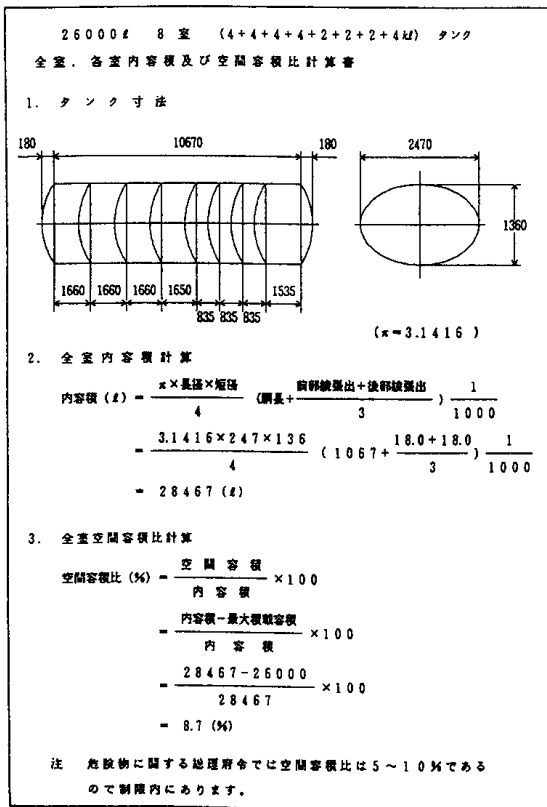 26000ℓ 8 室 (4+4+4+4+2+2+2+4㎘) タンク
全室．各室内容積及び空間容積比計算書
1. タンク寸法
180 10670 180 2470
1360
1660 1660 1660 1650 835 835 835 1535
(π=3.1416)
2. 全室内容積計算
内容積 (ℓ) = π×長径×短径 / 4 (胴長+ 前部鏡張出+後部鏡張出 / 3 ) 1 / 1000
= 3.1416×247×136 / 4 (1067+ 18.0+18.0 / 3 ) 1 / 1000
= 28467 (ℓ)
3. 全室空間容積比計算
空間容積比 (%) = 空間容積 / 内容積 ×100
= 内容積-最大積載容積 / 内容積 ×100
= 28467-26000 / 28467 ×100
= 8.7 (%)
注 危険物に関する総理府令では空間容積比は5～10%である
ので制限内にあります。